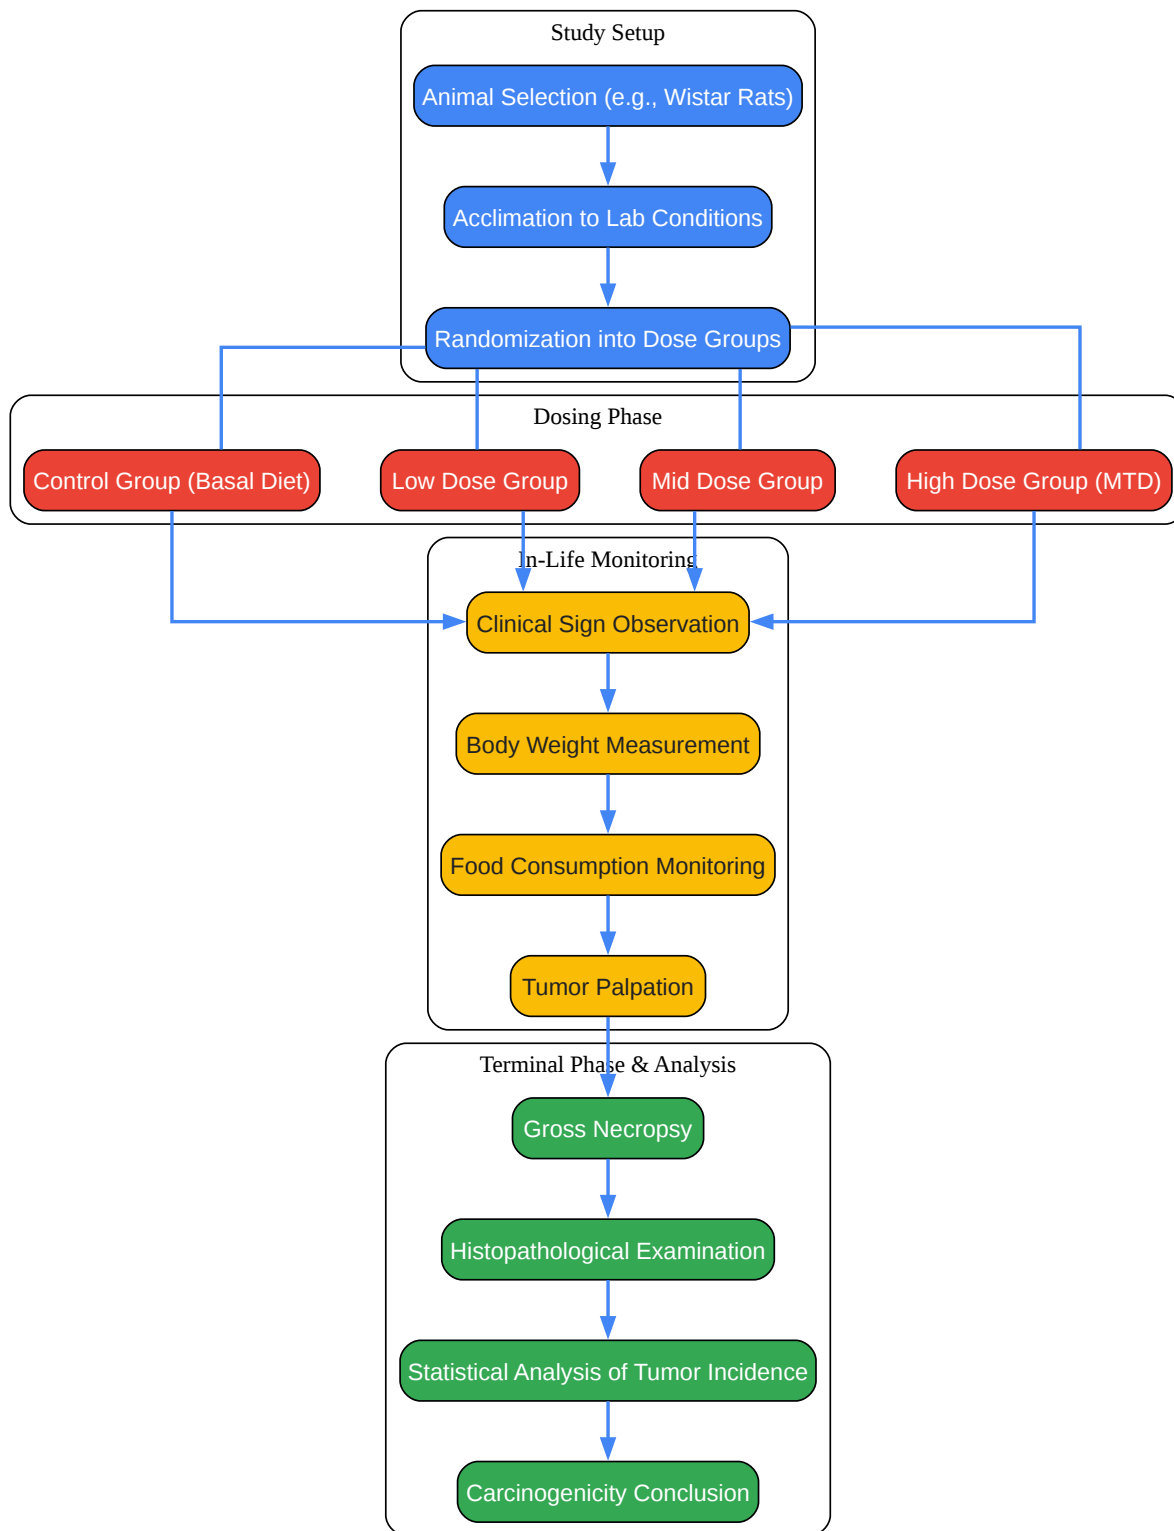 Study Setup
Animal Selection (e.g., Wistar Rats)
Acclimation to Lab Conditions
Randomization into Dose Groups
Dosing Phase
Control Group (Basal Diet)
Low Dose Group
Mid Dose Group
High Dose Group (MTD)
In-Life Monitoring
Clinical Sign Observation
Body Weight Measurement
Food Consumption Monitoring
Tumor Palpation
Terminal Phase & Analysis
Gross Necropsy
Histopathological Examination
Statistical Analysis of Tumor Incidence
Carcinogenicity Conclusion